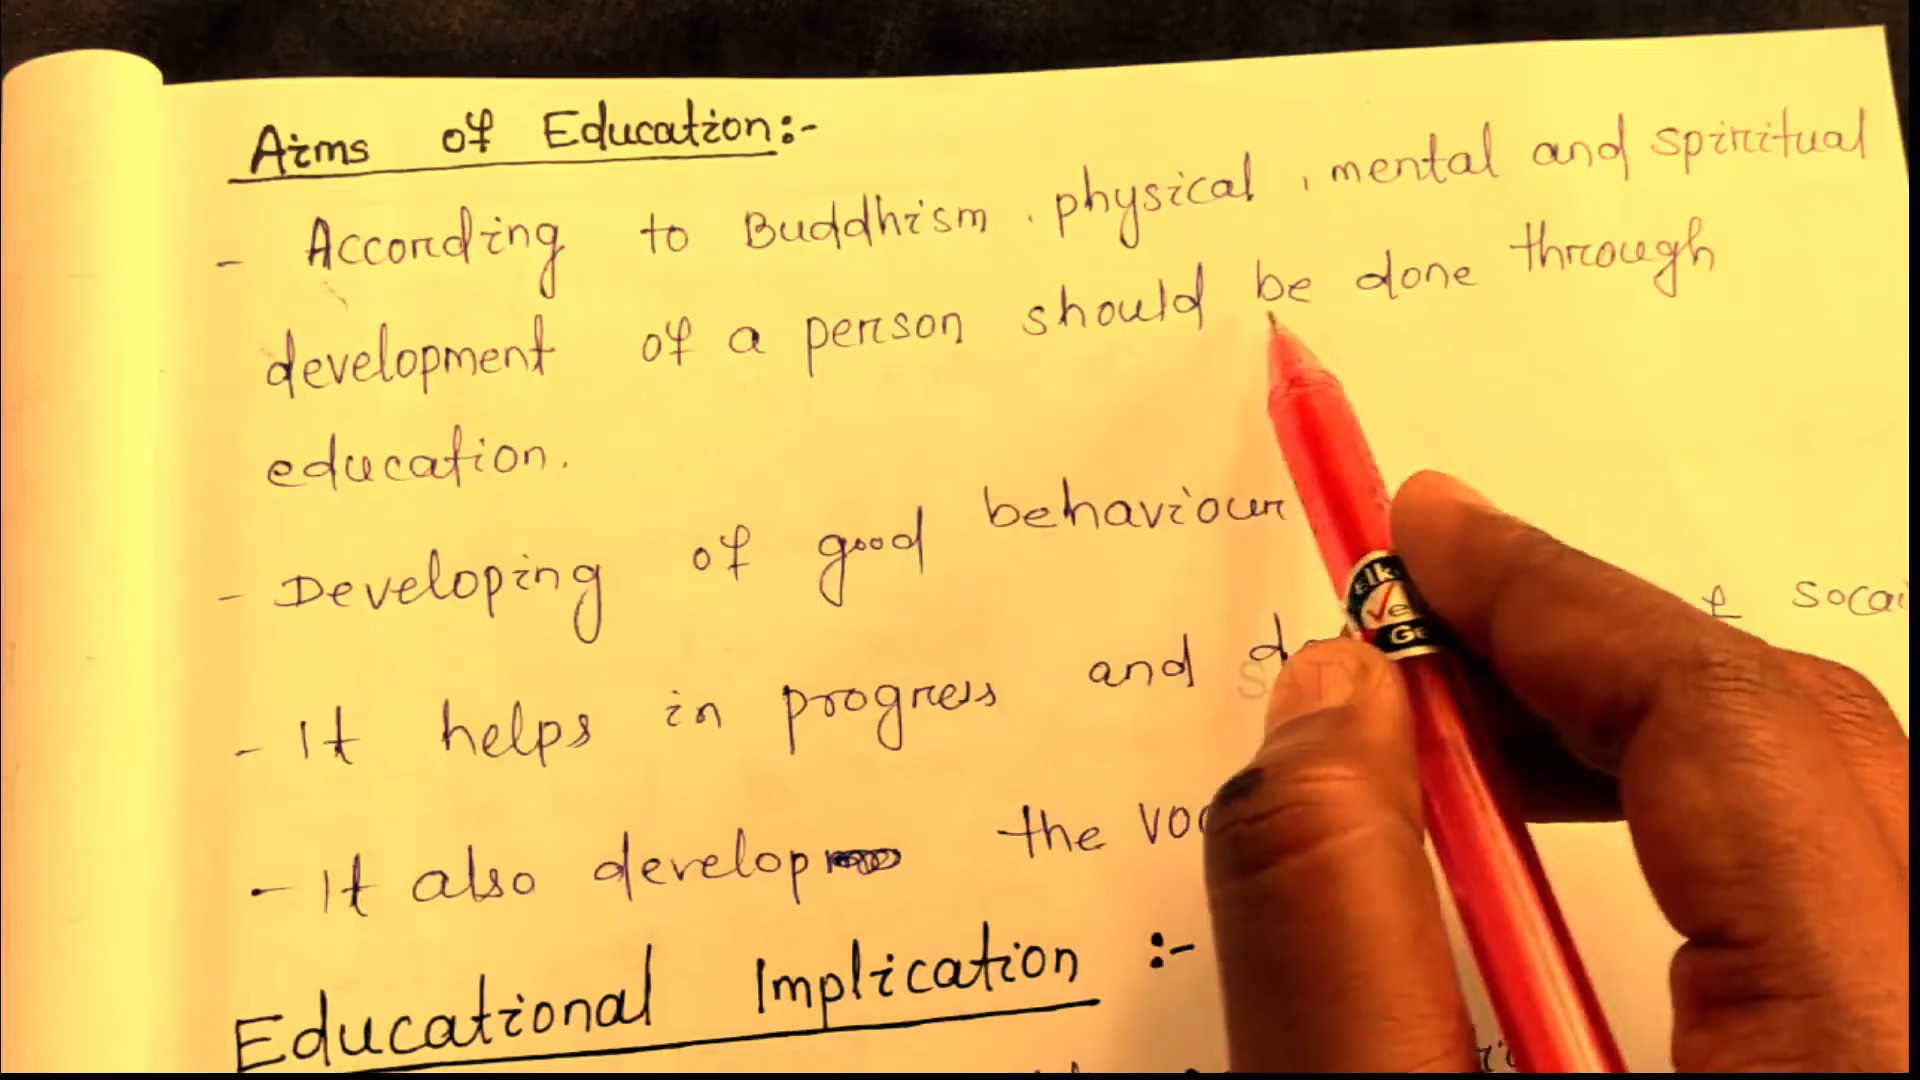 Aims of Education:-
- According to Buddhism, physical, mental and spiritual
development of a person should be done through
education.
- Developing of good behaviour
- It helps in progress and & socai
- It also develop the
Educational Implication :-